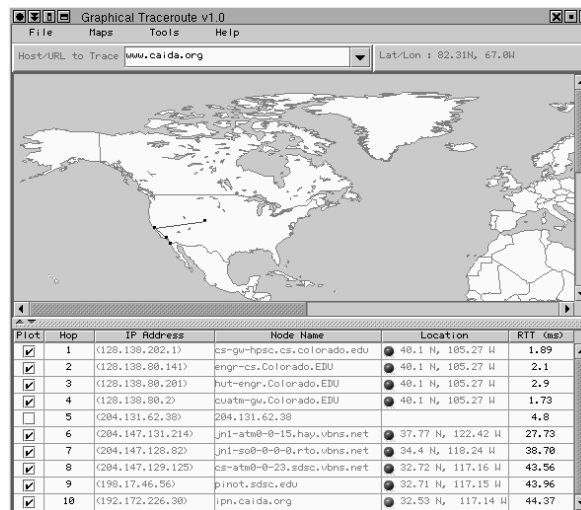 Graphical Traceroute v1.0
File Maps Tools Help
Host/URL to Trace www.caida.org Lat/Lon : 82.31N, 67.0W
Plot Hop IP Address Node Name Location RTT (ms)
1 (128.138.202.1) cs-gw-hpsc.cs.colorado.edu 40.1 N, 105.27 W 1.89
2 (128.138.80.141) engr-cs.Colorado.EDU 40.1 N, 105.27 W 2.1
3 (128.138.80.201) hut-engr.Colorado.EDU 40.1 N, 105.27 W 2.9
4 (128.138.80.2) cuatm-gw.Colorado.EDU 40.1 N, 105.27 W 1.73
5 (204.131.62.38) 204.131.62.38 4.8
6 (204.147.131.214) jn1-atm0-0-15.hay.vbns.net 37.77 N, 122.42 W 27.73
7 (204.147.128.82) jn1-so0-0-0-0.rto.vbns.net 34.4 N, 118.24 W 38.70
8 (204.147.129.125) cs-atm0-0-23.sdsc.vbns.net 32.72 N, 117.16 W 43.56
9 (198.17.46.56) pinot.sdsc.edu 32.71 N, 117.15 W 43.96
10 (192.172.226.30) ipn.caida.org 32.53 N, 117.14 W 44.37